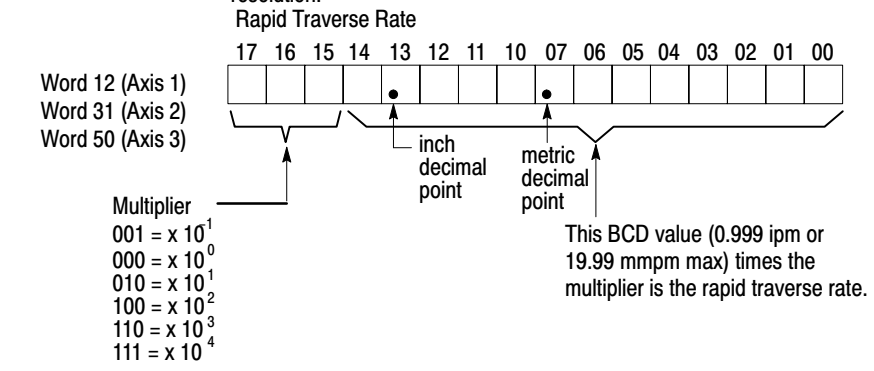 resolution.
Rapid Traverse Rate
17 16 15 14 13 12 11 10 07 06 05 04 03 02 01 00
Word 12 (Axis 1)
Word 31 (Axis 2)
Word 50 (Axis 3)
inch
decimal
point
metric
decimal
point
Multiplier
001 = x 10⁻¹
000 = x 10⁰
010 = x 10¹
100 = x 10²
110 = x 10³
111 = x 10⁴
This BCD value (0.999 ipm or
19.99 mmpm max) times the
multiplier is the rapid traverse rate.